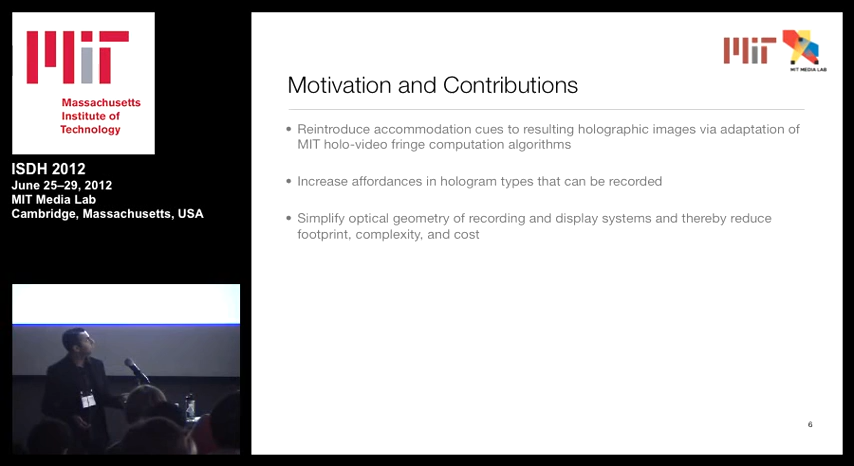 MIT
Massachusetts
Institute of
Technology
ISDH 2012
June 25–29, 2012
MIT Media Lab
Cambridge, Massachusetts, USA
MIT
MIT MEDIA LAB
Motivation and Contributions
• Reintroduce accommodation cues to resulting holographic images via adaptation of
MIT holo-video fringe computation algorithms
• Increase affordances in hologram types that can be recorded
• Simplify optical geometry of recording and display systems and thereby reduce
footprint, complexity, and cost
6